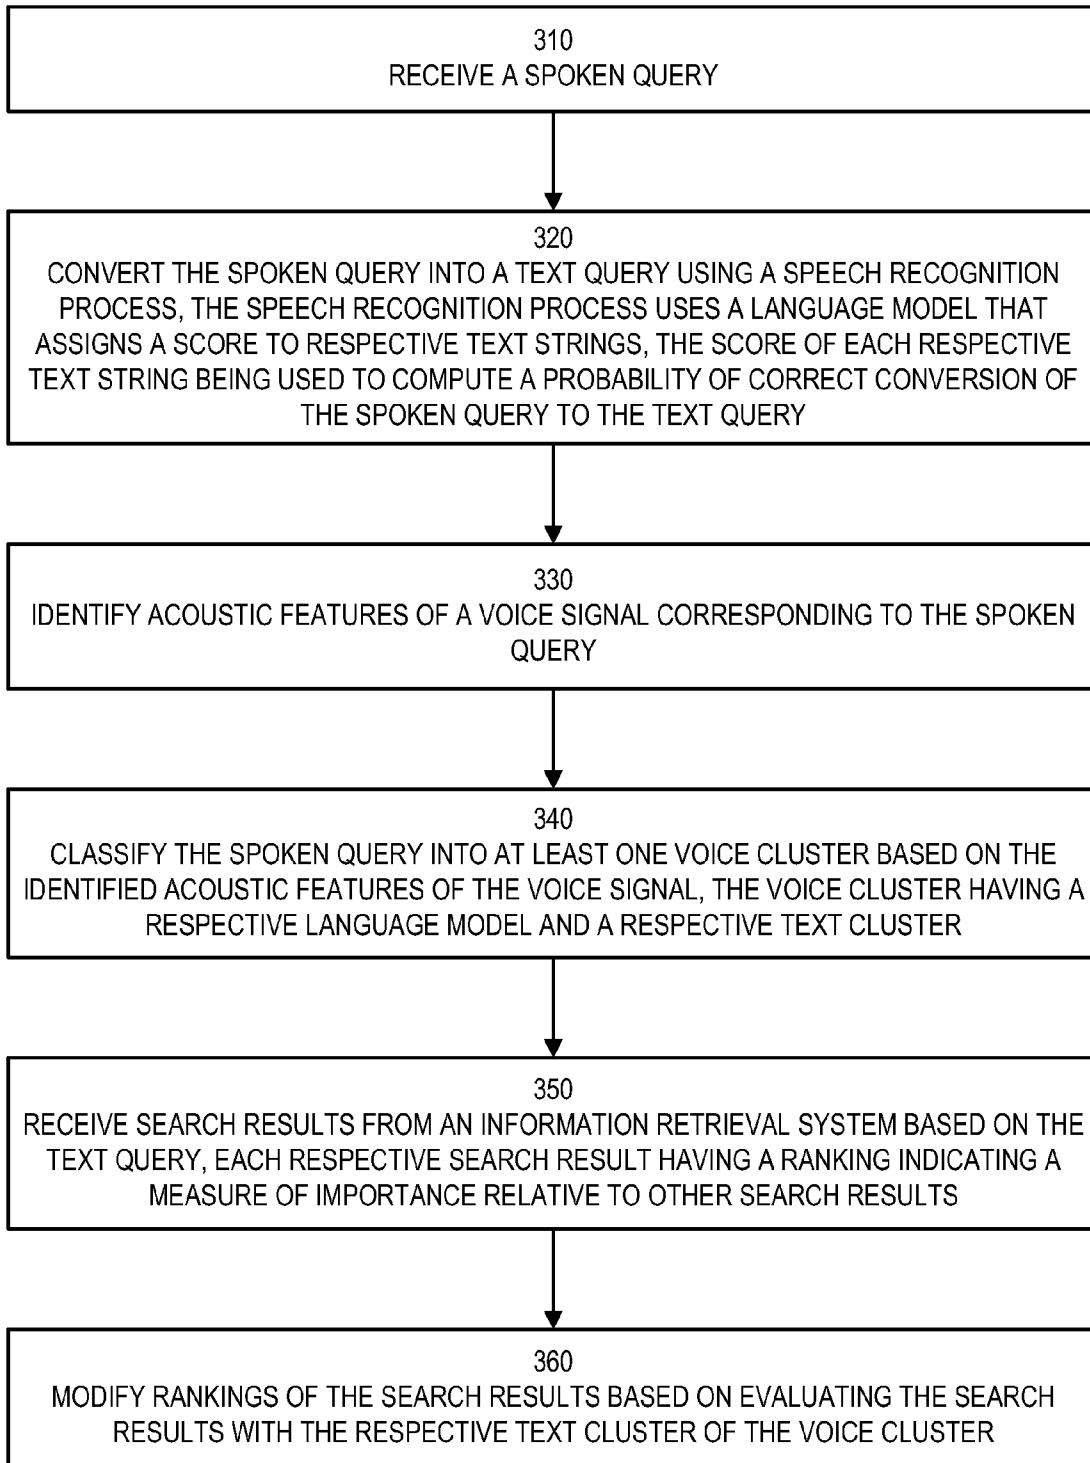 310
RECEIVE A SPOKEN QUERY
320
CONVERT THE SPOKEN QUERY INTO A TEXT QUERY USING A SPEECH RECOGNITION
PROCESS, THE SPEECH RECOGNITION PROCESS USES A LANGUAGE MODEL THAT
ASSIGNS A SCORE TO RESPECTIVE TEXT STRINGS, THE SCORE OF EACH RESPECTIVE
TEXT STRING BEING USED TO COMPUTE A PROBABILITY OF CORRECT CONVERSION OF
THE SPOKEN QUERY TO THE TEXT QUERY
330
IDENTIFY ACOUSTIC FEATURES OF A VOICE SIGNAL CORRESPONDING TO THE SPOKEN
QUERY
340
CLASSIFY THE SPOKEN QUERY INTO AT LEAST ONE VOICE CLUSTER BASED ON THE
IDENTIFIED ACOUSTIC FEATURES OF THE VOICE SIGNAL, THE VOICE CLUSTER HAVING A
RESPECTIVE LANGUAGE MODEL AND A RESPECTIVE TEXT CLUSTER
350
RECEIVE SEARCH RESULTS FROM AN INFORMATION RETRIEVAL SYSTEM BASED ON THE
TEXT QUERY, EACH RESPECTIVE SEARCH RESULT HAVING A RANKING INDICATING A
MEASURE OF IMPORTANCE RELATIVE TO OTHER SEARCH RESULTS
360
MODIFY RANKINGS OF THE SEARCH RESULTS BASED ON EVALUATING THE SEARCH
RESULTS WITH THE RESPECTIVE TEXT CLUSTER OF THE VOICE CLUSTER